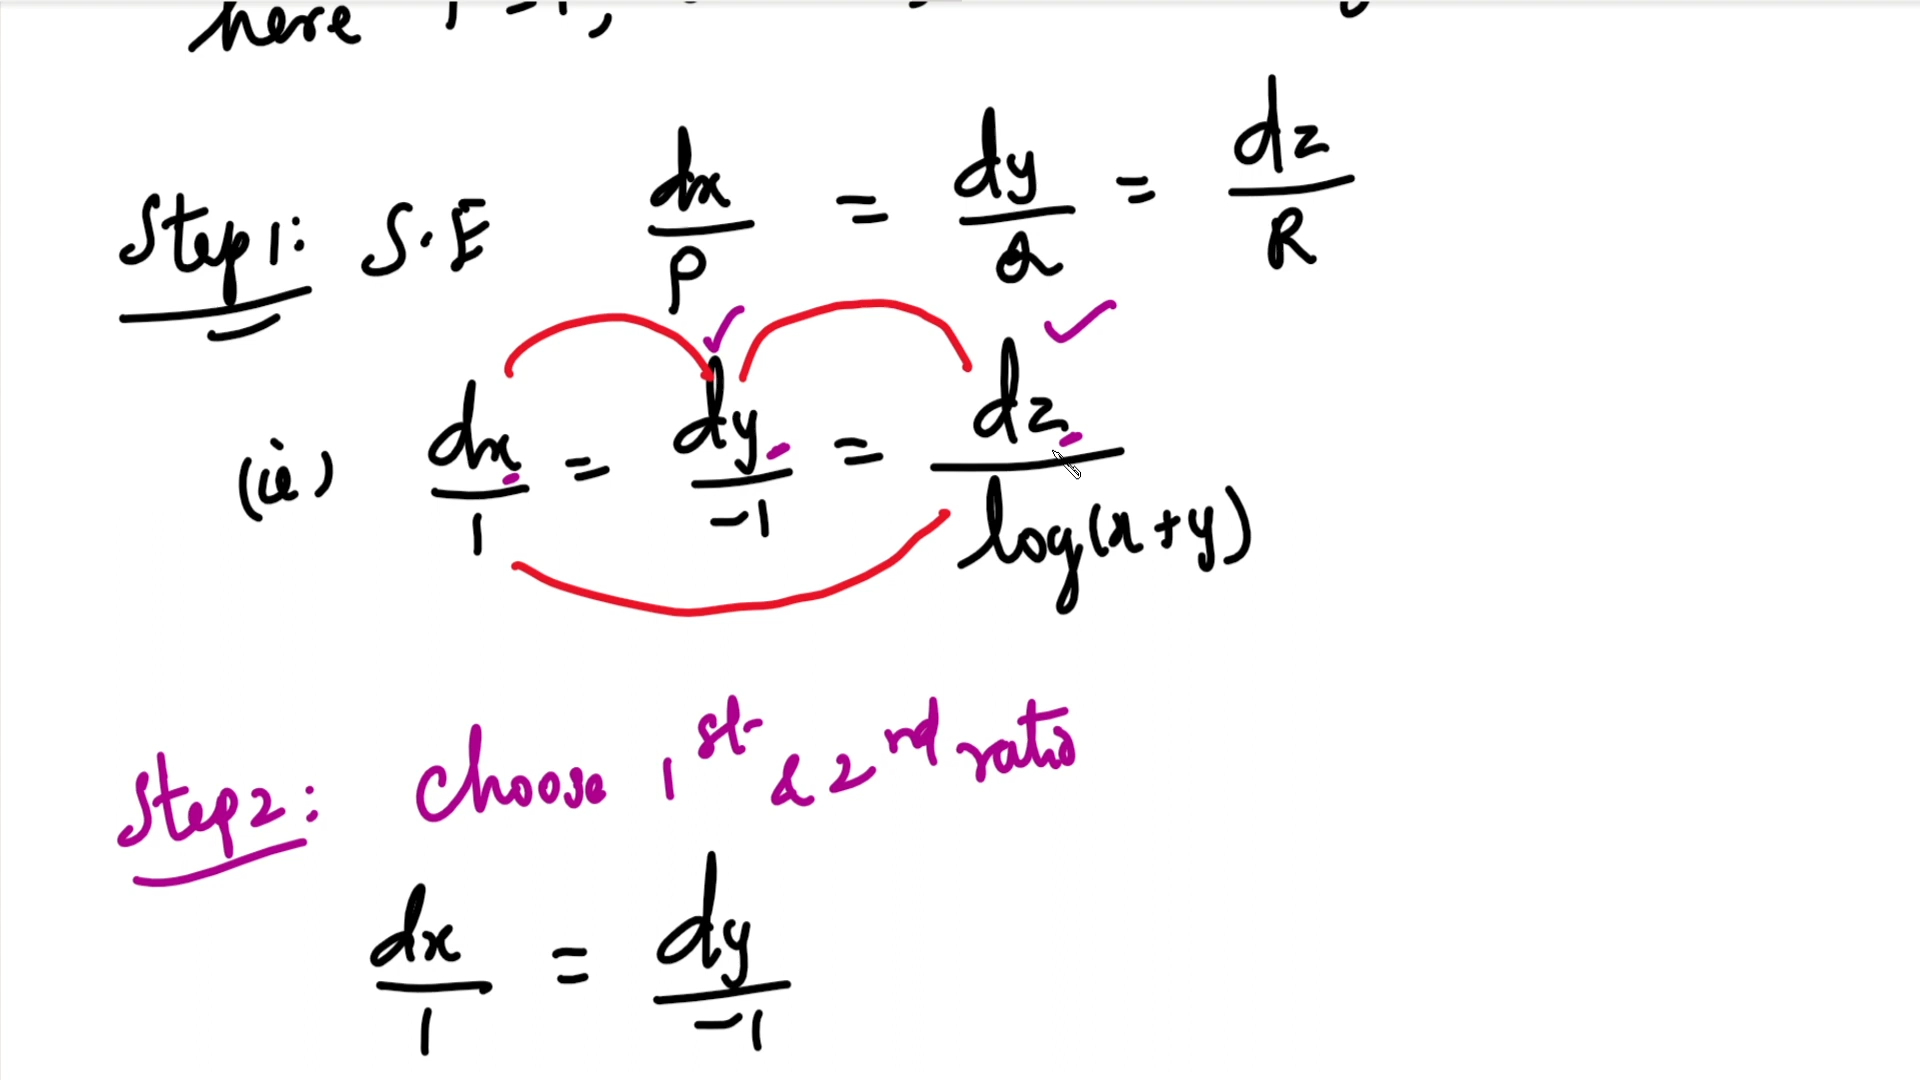 here
Step 1: S.E dx/P = dy/Q = dz/R
(ie) dx/1 = dy/-1 = dz/log(x+y)
Step 2: Choose 1st & 2nd ratio
dx/1 = dy/-1